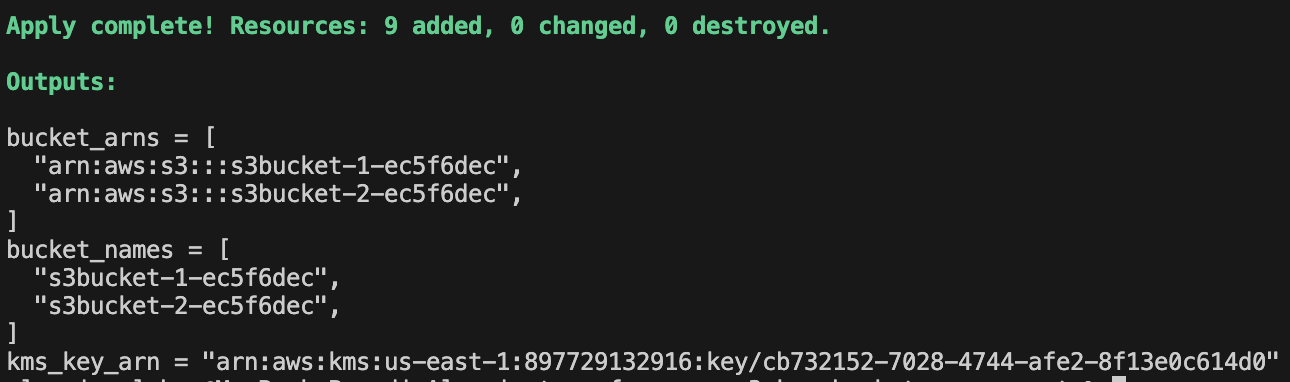 Apply complete! Resources: 9 added, 0 changed, 0 destroyed.
Outputs:
bucket_arns = [
  "arn:aws:s3:::s3bucket-1-ec5f6dec",
  "arn:aws:s3:::s3bucket-2-ec5f6dec",
]
bucket_names = [
  "s3bucket-1-ec5f6dec",
  "s3bucket-2-ec5f6dec",
]
kms_key_arn = "arn:aws:kms:us-east-1:897729132916:key/cb732152-7028-4744-afe2-8f13e0c614d0"